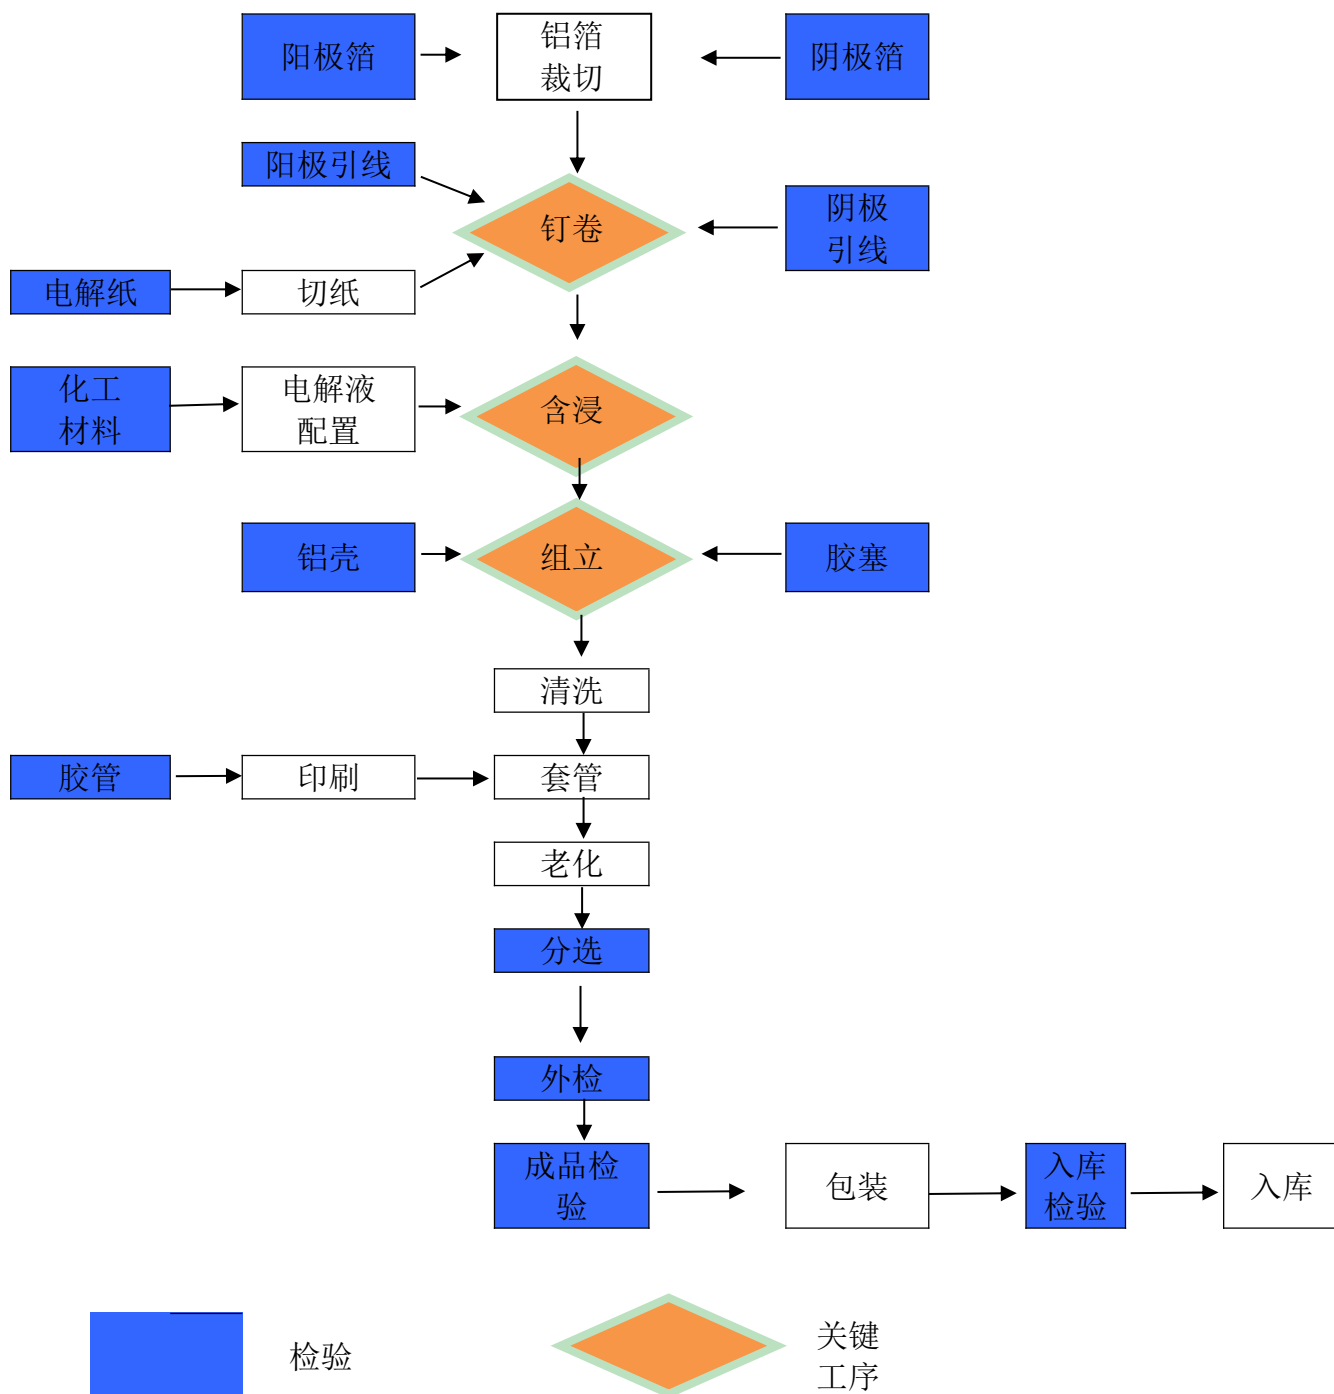 阳极箔
铝箔
裁切
阴极箔
阳极引线
钉卷
阴极
引线
电解纸
切纸
化工
材料
电解液
配置
含浸
铝壳
组立
胶塞
清洗
胶管
印刷
套管
老化
分选
外检
成品检
验
包装
入库
检验
入库
检验
关键
工序